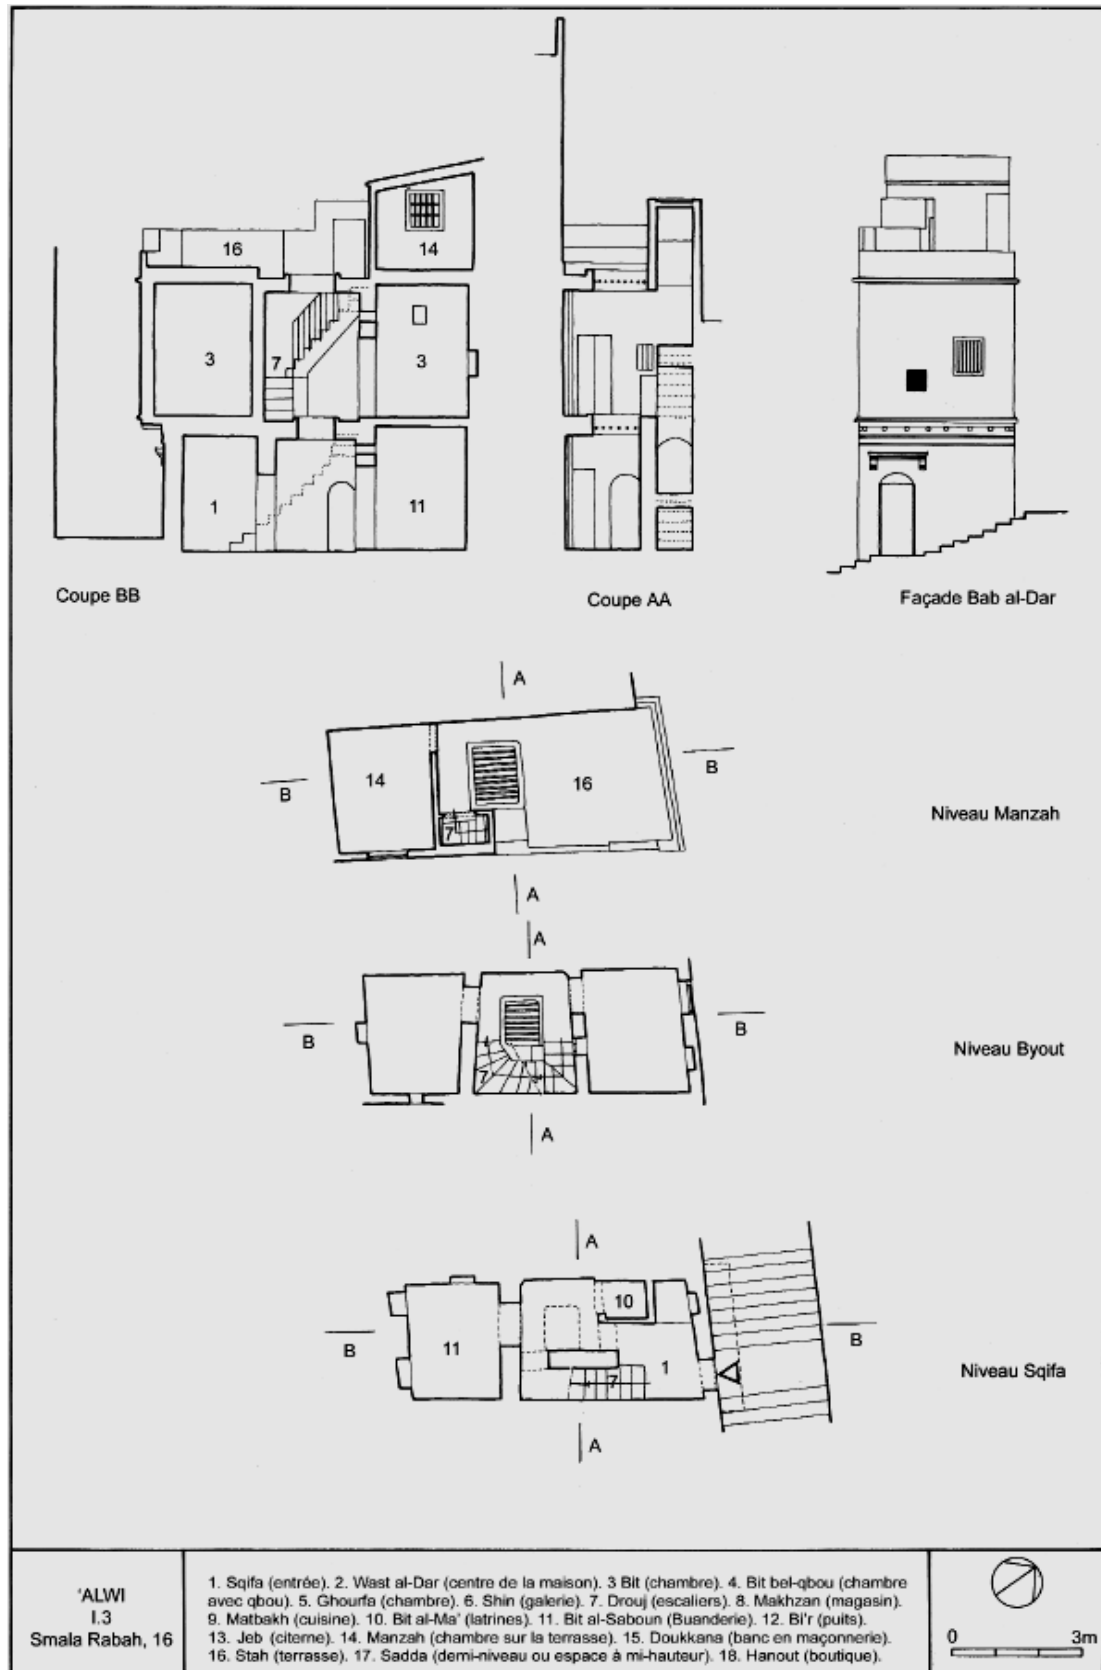 16
14
3
7
3
1
11
Coupe BB
Coupe AA
Façade Bab al-Dar
A
B
14
16
7
B
Niveau Manzah
A
A
B
7
B
Niveau Byout
A
A
10
B
11
1
7
B
Niveau Sqifa
A
'ALWI
I.3
Smala Rabah, 16
1. Sqifa (entrée). 2. Wast al-Dar (centre de la maison). 3 Bit (chambre). 4. Bit bel-qbou (chambre
avec qbou). 5. Ghourfa (chambre). 6. Shin (galerie). 7. Drouj (escaliers). 8. Makhzan (magasin).
9. Matbakh (cuisine). 10. Bit al-Ma' (latrines). 11. Bit al-Saboun (Buanderie). 12. Bi'r (puits).
13. Jeb (citerne). 14. Manzah (chambre sur la terrasse). 15. Doukkana (banc en maçonnerie).
16. Stah (terrasse). 17. Sadda (demi-niveau ou espace à mi-hauteur). 18. Hanout (boutique).
0 3m